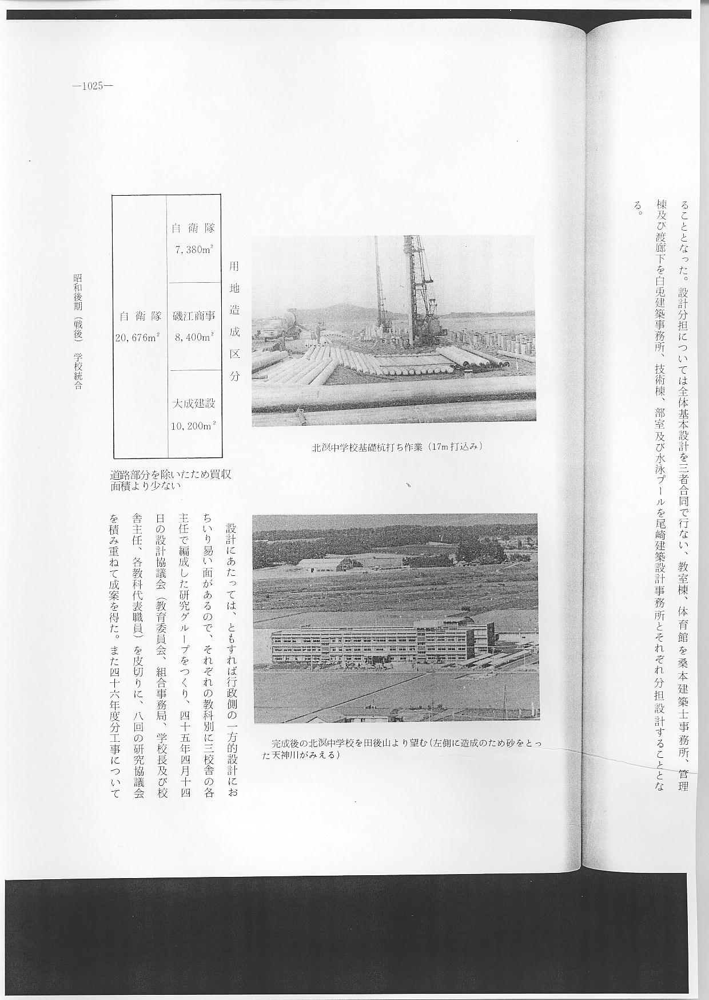 ることとなった。設計分担については全体基本設計を三者合同で行ない、教室棟、体育館を桑本建築士事務所、管理
棟及び渡廊下を白兎建築事務所、技術棟、部室及び水泳プールを尾崎建築設計事務所とそれぞれ分担設計することとな
る。
北溟中学校基礎杭打ち作業（17m打込み）
完成後の北溟中学校を田後山より望む（左側に造成のため砂をとっ
た天神川がみえる）
用地造成区分
自衛隊
7,380m²
磯江商事
8,400m²
大成建設
10,200m²
自衛隊
20,676m²
道路部分を除いたため買収
面積より少ない
設計にあたっては、ともすれば行政側の一方的設計にお
ちいり易い面があるので、それぞれの教科別に三校舎の各
主任で編成した研究グループをつくり、四十五年四月十四
日の設計協議会（教育委員会、組合事務局、学校長及び校
舎主任、各教科代表職員）を皮切りに、八回の研究協議会
を積み重ねて成案を得た。また四十六年度分工事について
昭和後期（戦後） 学校統合
—1025—